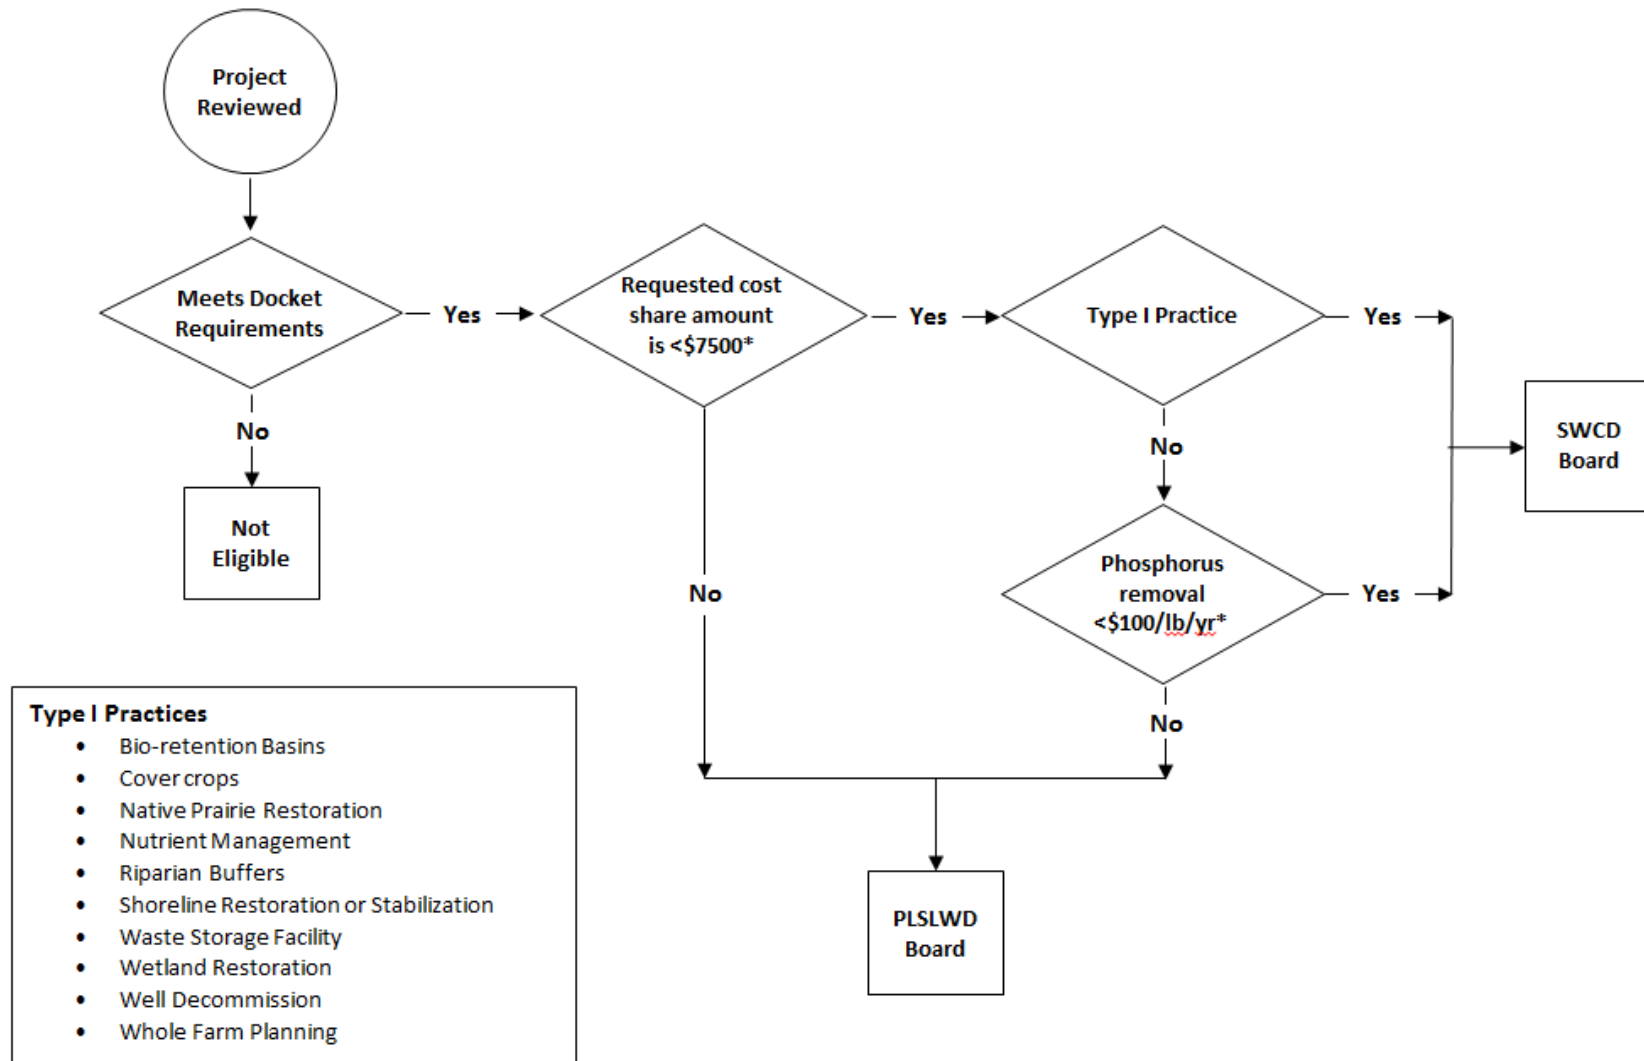 Project
Reviewed
Meets Docket
Requirements
Yes
Requested cost
share amount
is <$7500*
Yes
Type I Practice
Yes
No
Not
Eligible
No
No
Phosphorus
removal
<$100/lb/yr*
Yes
SWCD
Board
No
PLSLWD
Board
Type I Practices
• Bio-retention Basins
• Cover crops
• Native Prairie Restoration
• Nutrient Management
• Riparian Buffers
• Shoreline Restoration or Stabilization
• Waste Storage Facility
• Wetland Restoration
• Well Decommission
• Whole Farm Planning